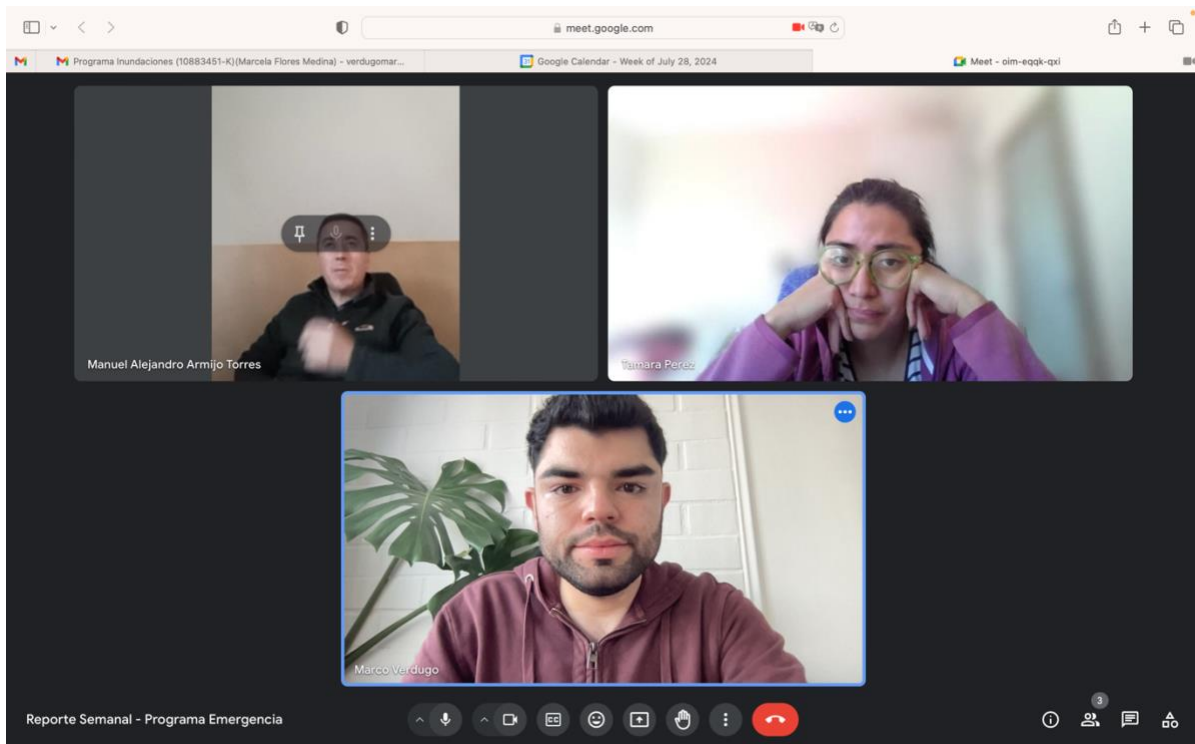 meet.google.com
Programa Inundaciones (10883451-K)(Marcela Flores Medina) - verdugomar...
Google Calendar - Week of July 28, 2024
Meet - oim-eqqk-qxi
Manuel Alejandro Armijo Torres
Tamara Perez
Marco Verdugo
Reporte Semanal - Programa Emergencia
CC
3